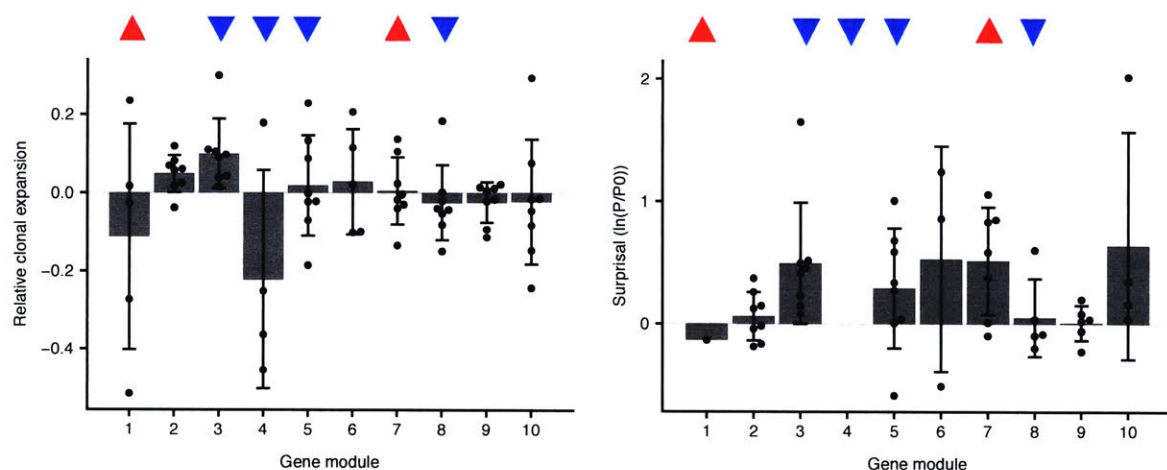 Relative clonal expansion
0.2
0.0
−0.2
−0.4
1 2 3 4 5 6 7 8 9 10
Gene module
Surprisal (ln(P/P0))
2
1
0
1 2 3 4 5 6 7 8 9 10
Gene module